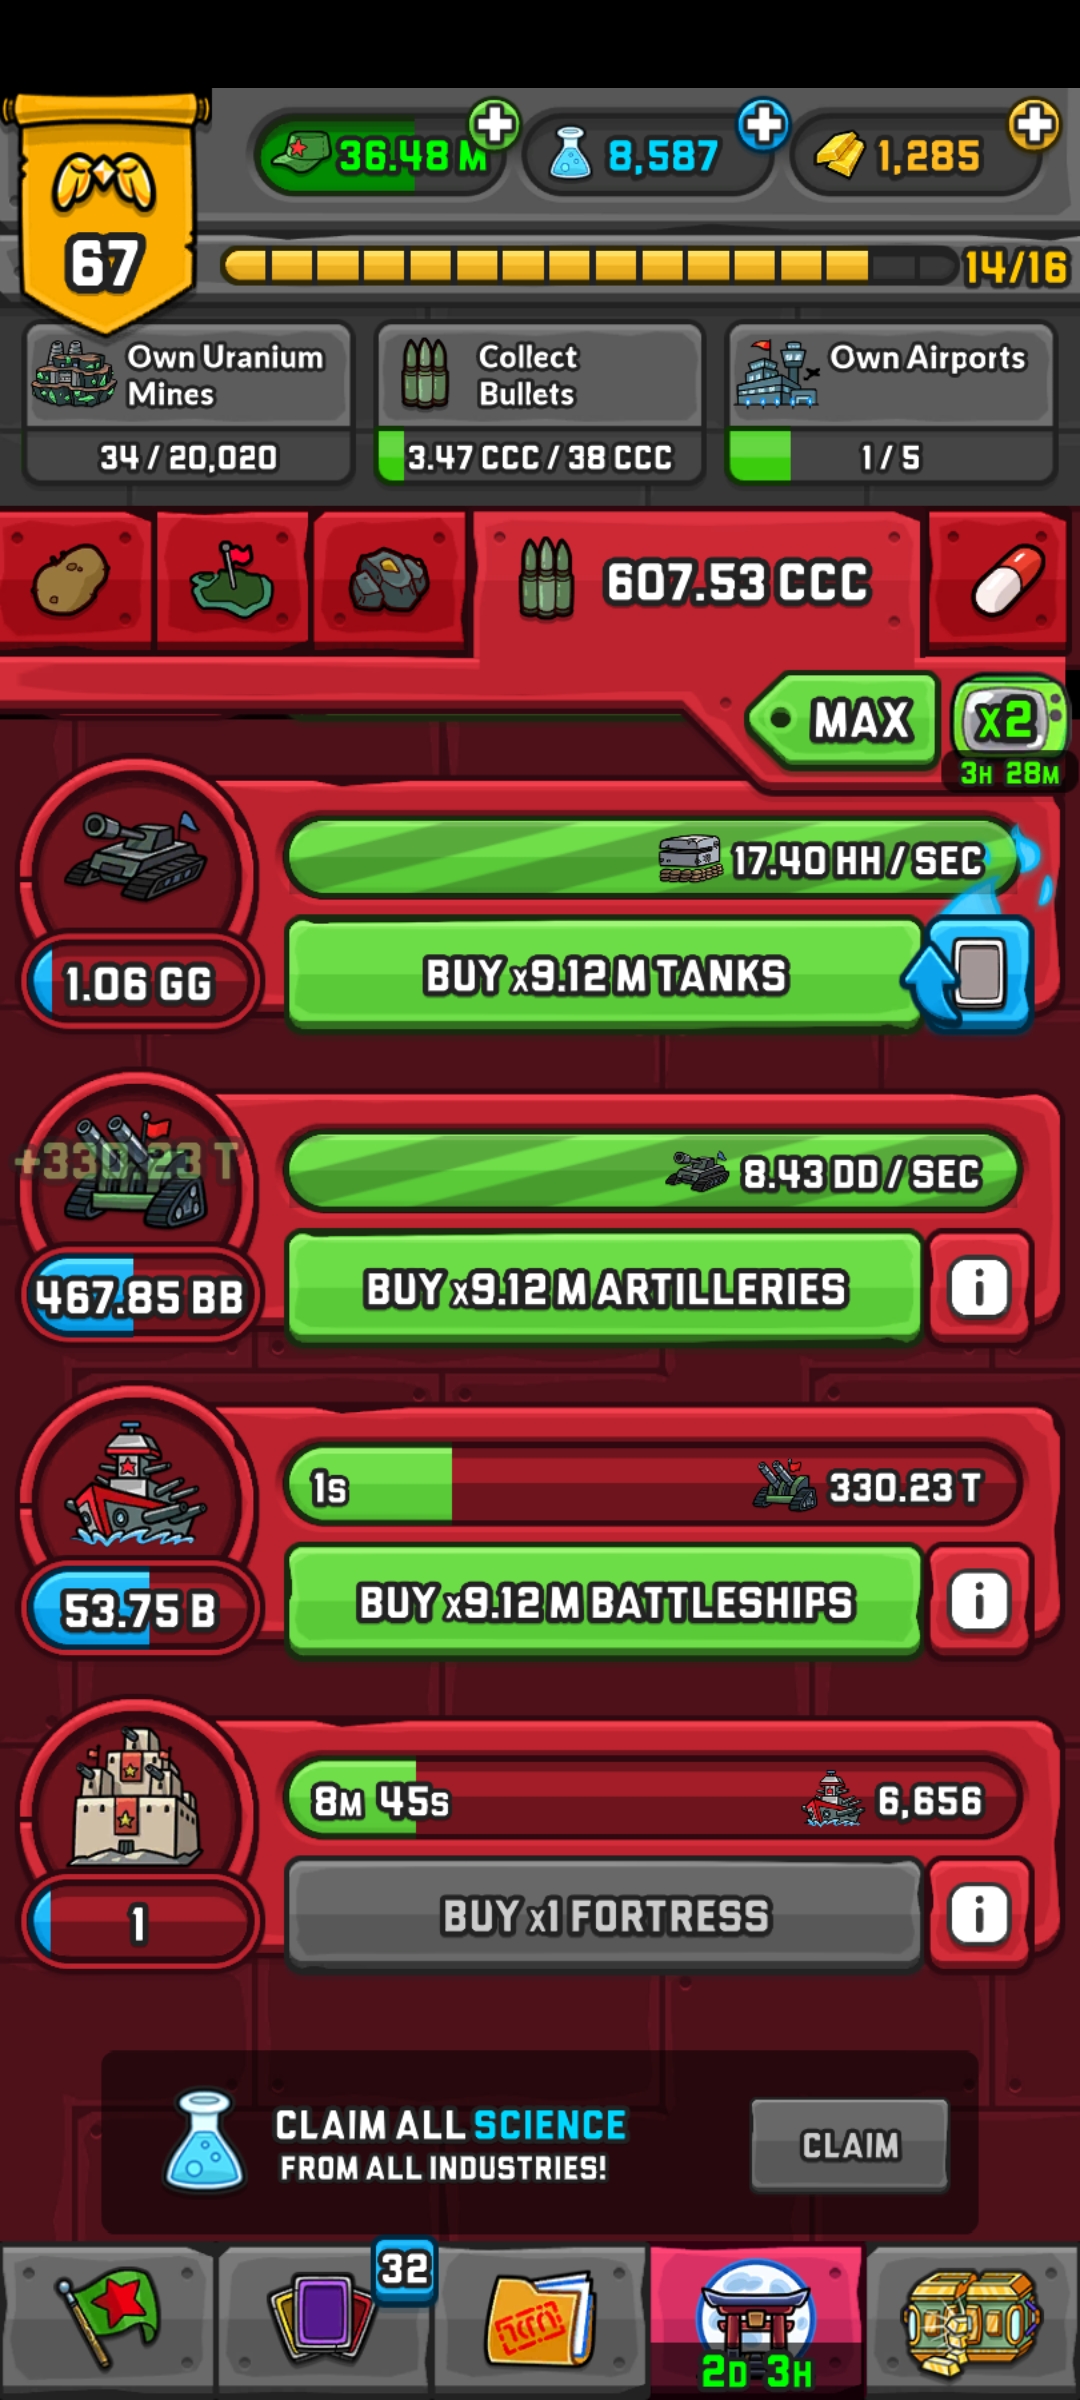 36.48 M
8,587
1,285
67
14/16
Own Uranium
Mines
34 / 20,020
Collect
Bullets
3.47 CCC / 38 CCC
Own Airports
1 / 5
607.53 CCC
MAX
x2
3H 28M
17.40 HH / SEC
1.06 GG
BUY x9.12 M TANKS
+330.23 T
8.43 DD / SEC
467.85 BB
BUY x9.12 M ARTILLERIES
i
1S
330.23 T
53.75 B
BUY x9.12 M BATTLESHIPS
i
8M 45S
6,656
1
BUY x1 FORTRESS
i
CLAIM ALL SCIENCE
FROM ALL INDUSTRIES!
CLAIM
32
2D 3H